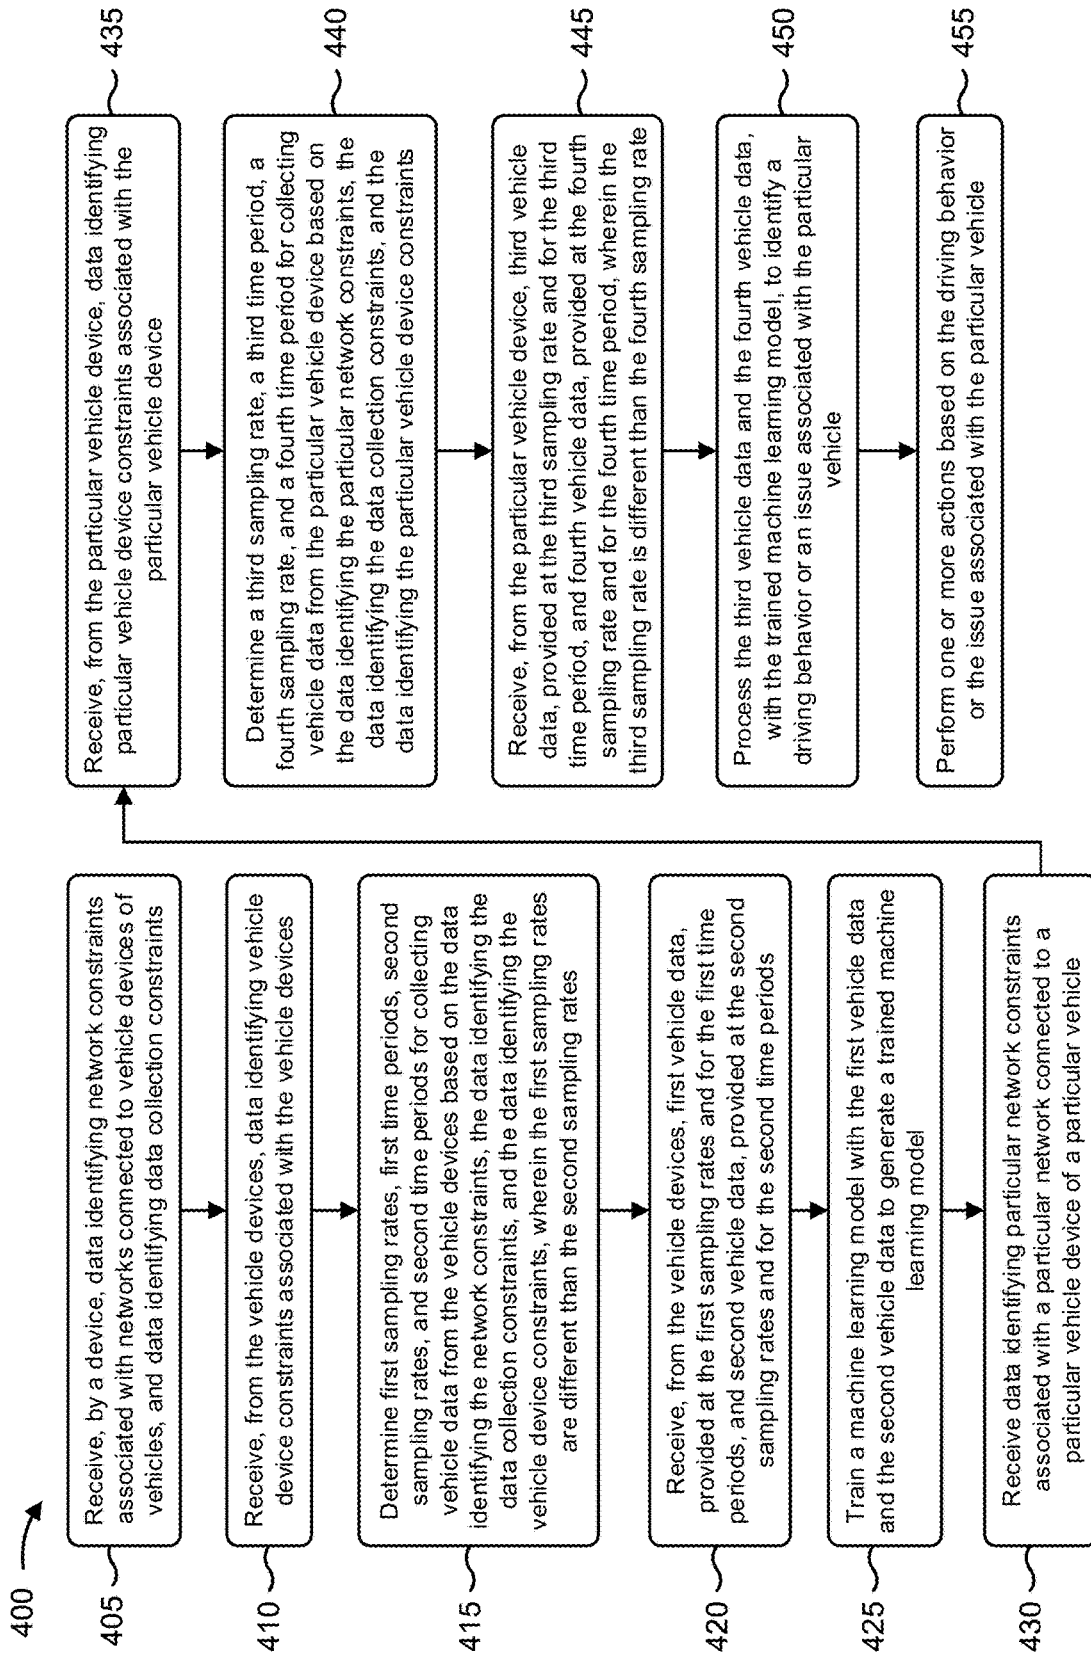 400
405
Receive, by a device, data identifying network constraints
associated with networks connected to vehicle devices of
vehicles, and data identifying data collection constraints
410
Receive, from the vehicle devices, data identifying vehicle
device constraints associated with the vehicle devices
415
Determine first sampling rates, first time periods, second
sampling rates, and second time periods for collecting
vehicle data from the vehicle devices based on the data
identifying the network constraints, the data identifying the
data collection constraints, and the data identifying the
vehicle device constraints, wherein the first sampling rates
are different than the second sampling rates
420
Receive, from the vehicle devices, first vehicle data,
provided at the first sampling rates and for the first time
periods, and second vehicle data, provided at the second
sampling rates and for the second time periods
425
Train a machine learning model with the first vehicle data
and the second vehicle data to generate a trained machine
learning model
430
Receive data identifying particular network constraints
associated with a particular network connected to a
particular vehicle device of a particular vehicle
435
Receive, from the particular vehicle device, data identifying
particular vehicle device constraints associated with the
particular vehicle device
440
Determine a third sampling rate, a third time period, a
fourth sampling rate, and a fourth time period for collecting
vehicle data from the particular vehicle device based on
the data identifying the particular network constraints, the
data identifying the data collection constraints, and the
data identifying the particular vehicle device constraints
445
Receive, from the particular vehicle device, third vehicle
data, provided at the third sampling rate and for the third
time period, and fourth vehicle data, provided at the fourth
sampling rate and for the fourth time period, wherein the
third sampling rate is different than the fourth sampling rate
450
Process the third vehicle data and the fourth vehicle data,
with the trained machine learning model, to identify a
driving behavior or an issue associated with the particular
vehicle
455
Perform one or more actions based on the driving behavior
or the issue associated with the particular vehicle